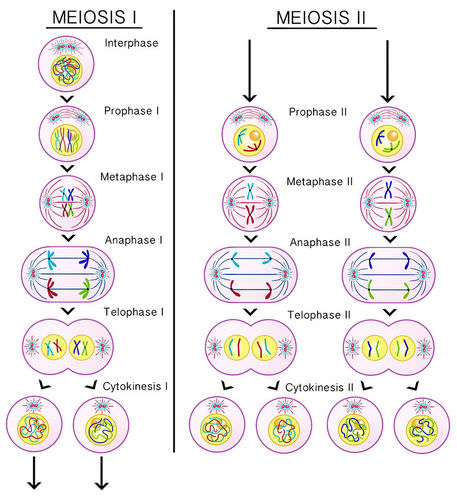 MEIOSIS I
Interphase
Prophase I
Metaphase I
Anaphase I
Telophase I
Cytokinesis I
MEIOSIS II
Prophase II
Metaphase II
Anaphase II
Telophase II
Cytokinesis II